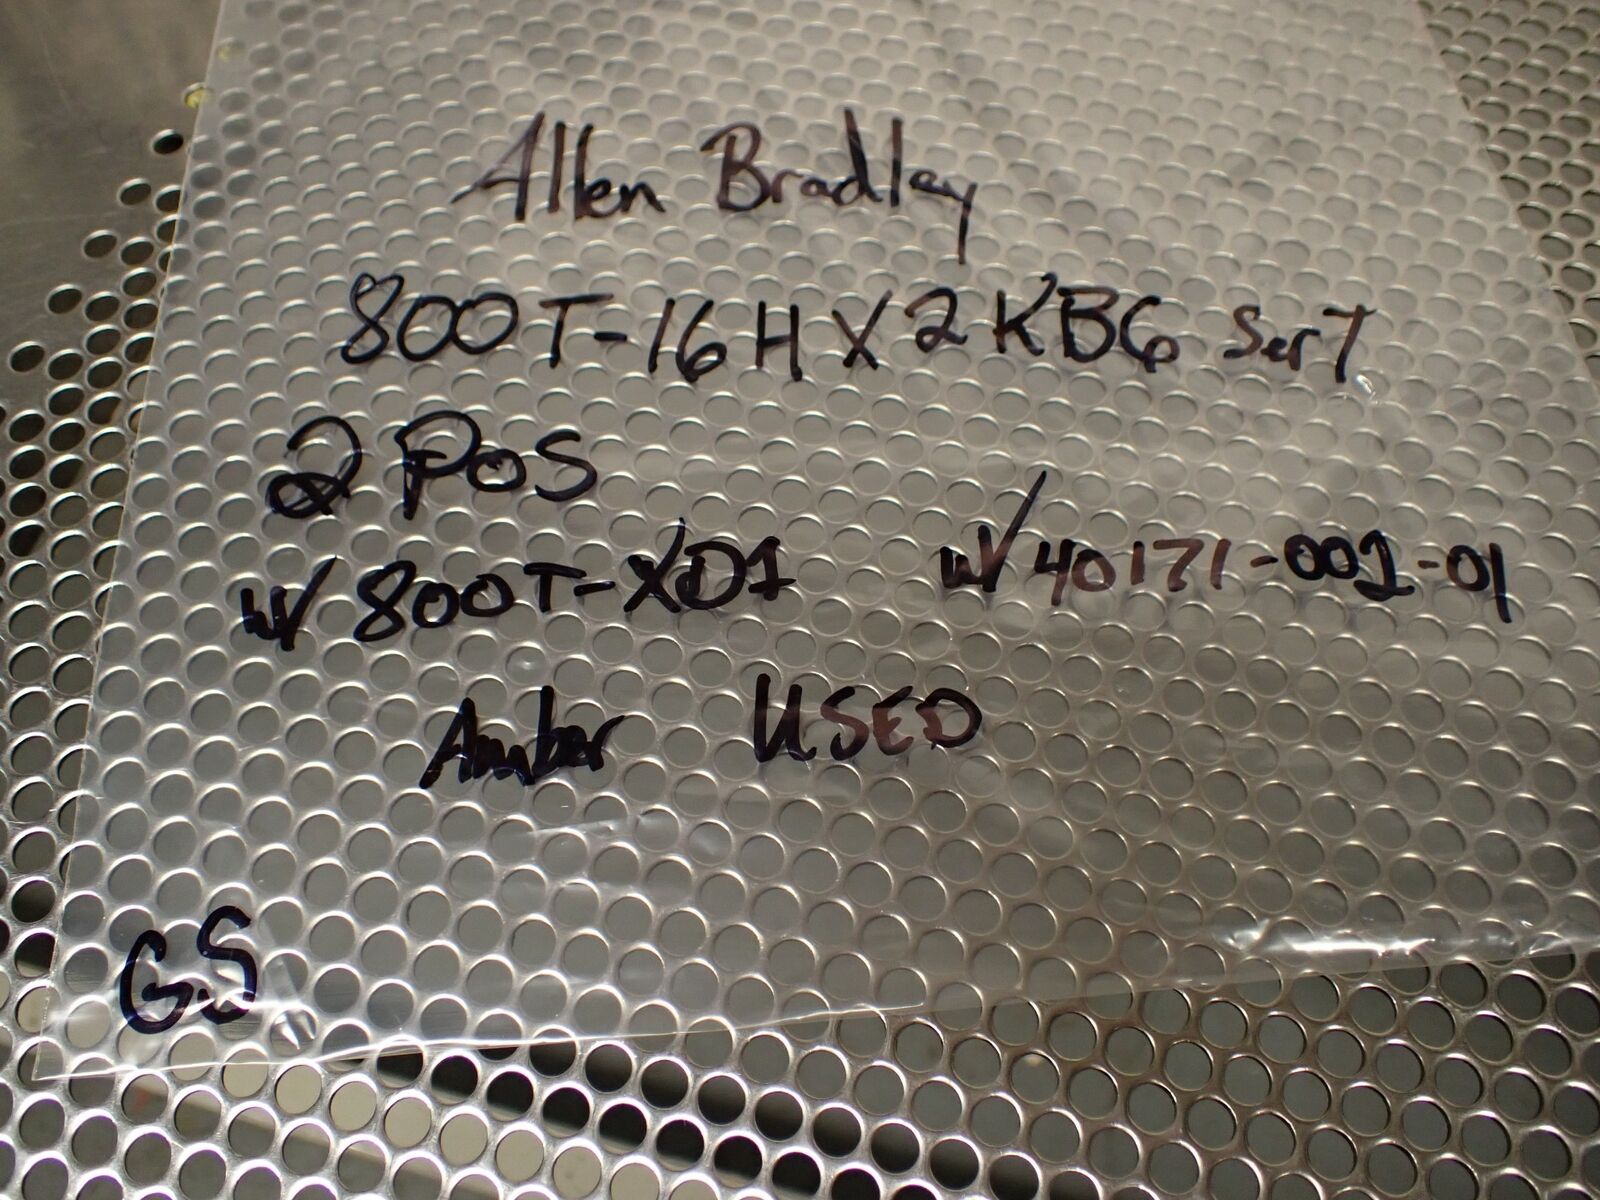 Allen Bradley
800T-16HX2KB6 Ser T
2 Pos
w/ 800T-XD1 w/ 40171-002-01
Amber USED
GS